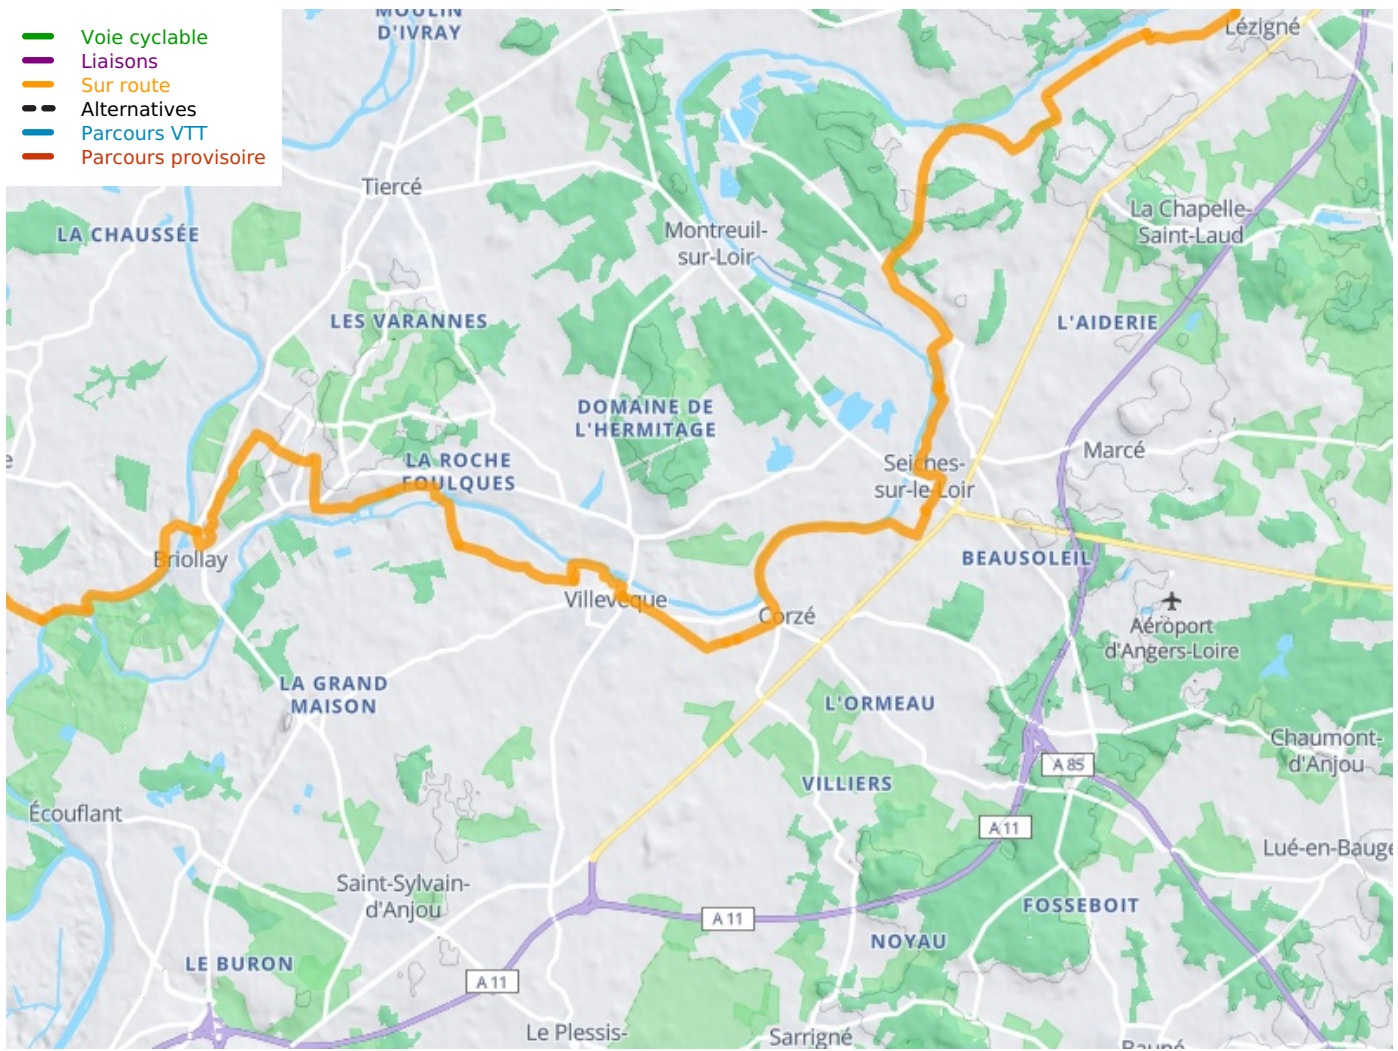 Voie cyclable
Liaisons
Sur route
Alternatives
Parcours VTT
Parcours provisoire
MOULIN
D'IVRAY
Lézigné
Tiercé
LA CHAUSSÉE
Montreuil-
sur-Loir
La Chapelle-
Saint-Laud
LES VARANNES
L'AIDERIE
DOMAINE DE
L'HERMITAGE
Marcé
LA ROCHE
FOULQUES
Seiches-
sur-le-Loir
e
Briollay
BEAUSOLEIL
Villevêque
Corzé
Aéroport
d'Angers-Loire
LA GRAND
MAISON
L'ORMEAU
Chaumont-
d'Anjou
A 85
VILLIERS
Écouflant
A 11
Lué-en-Bauge
Saint-Sylvain-
d'Anjou
FOSSEBOIT
A 11
NOYAU
LE BURON
A 11
Le Plessis-
Sarrigné
Bauné